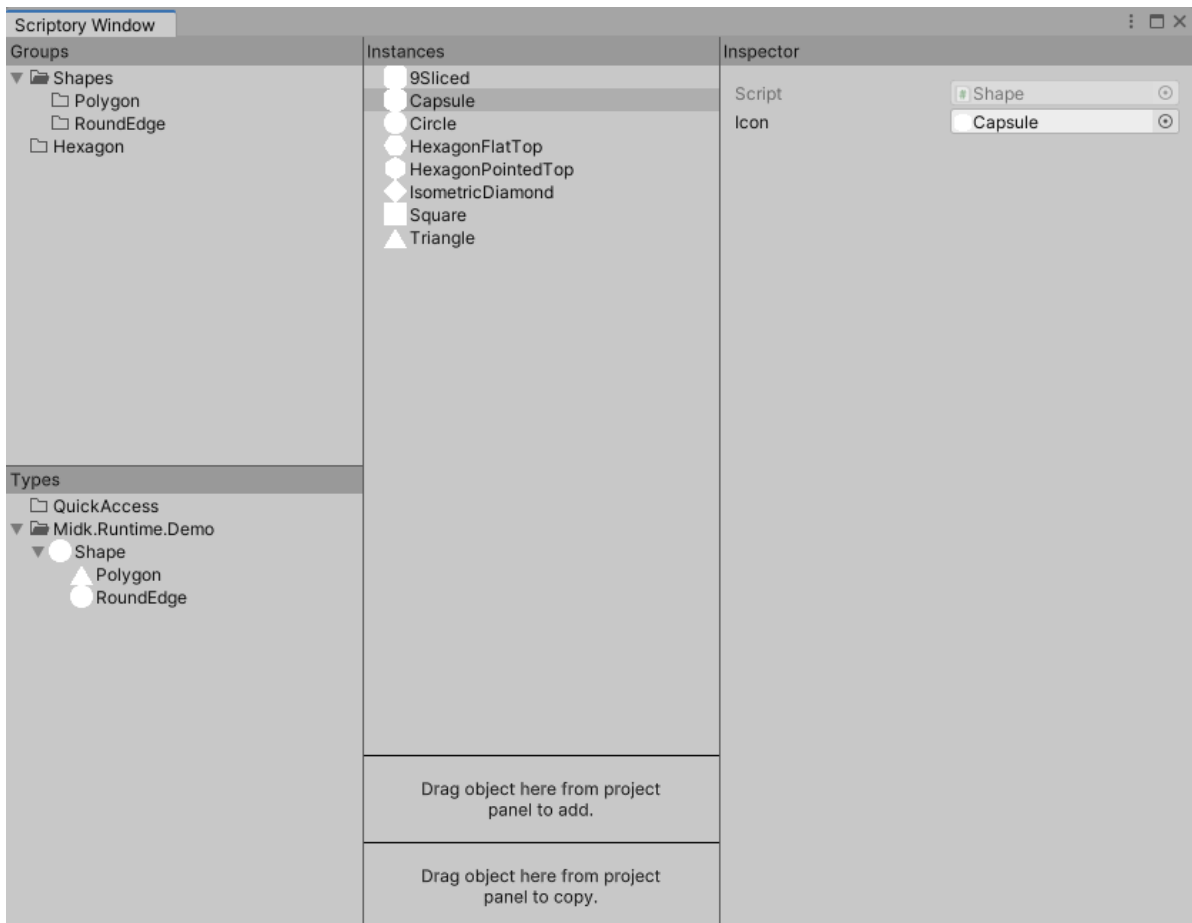 Scriptory Window
Groups
Shapes
Polygon
RoundEdge
Hexagon
Types
QuickAccess
Midk.Runtime.Demo
Shape
Polygon
RoundEdge
Instances
9Sliced
Capsule
Circle
HexagonFlatTop
HexagonPointedTop
IsometricDiamond
Square
Triangle
Drag object here from project
panel to add.
Drag object here from project
panel to copy.
Inspector
Script Shape
Icon Capsule